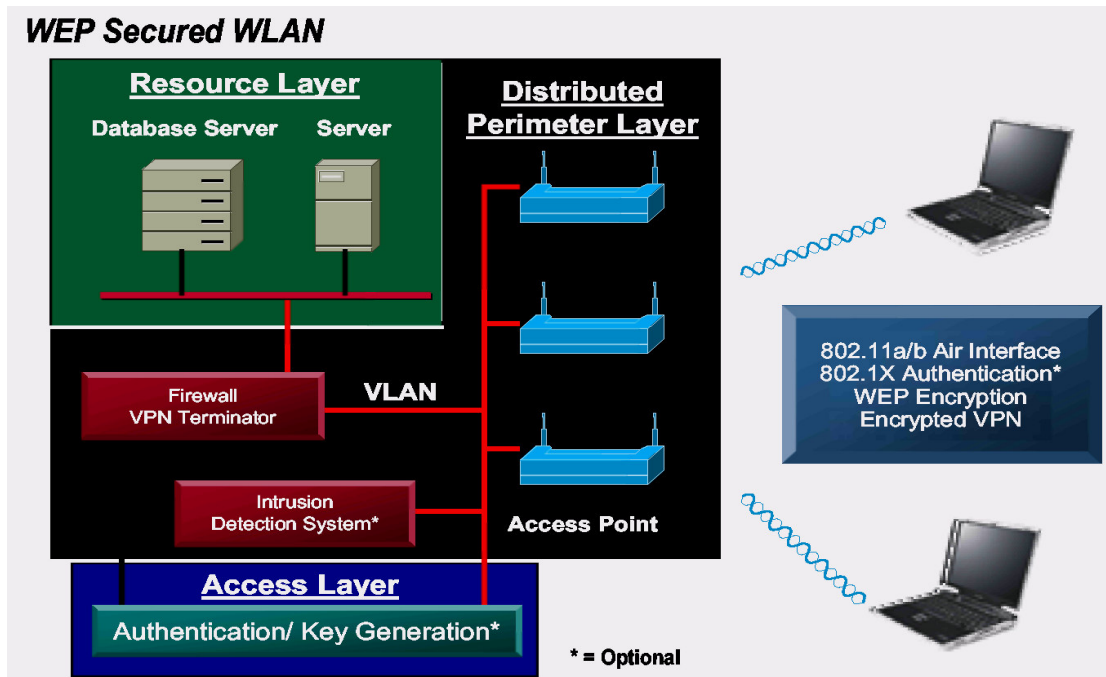 WEP Secured WLAN
Resource Layer
Database Server
Server
Distributed
Perimeter Layer
Firewall
VPN Terminator
VLAN
Intrusion
Detection System*
Access Point
802.11a/b Air Interface
802.1X Authentication*
WEP Encryption
Encrypted VPN
Access Layer
Authentication/ Key Generation*
* = Optional